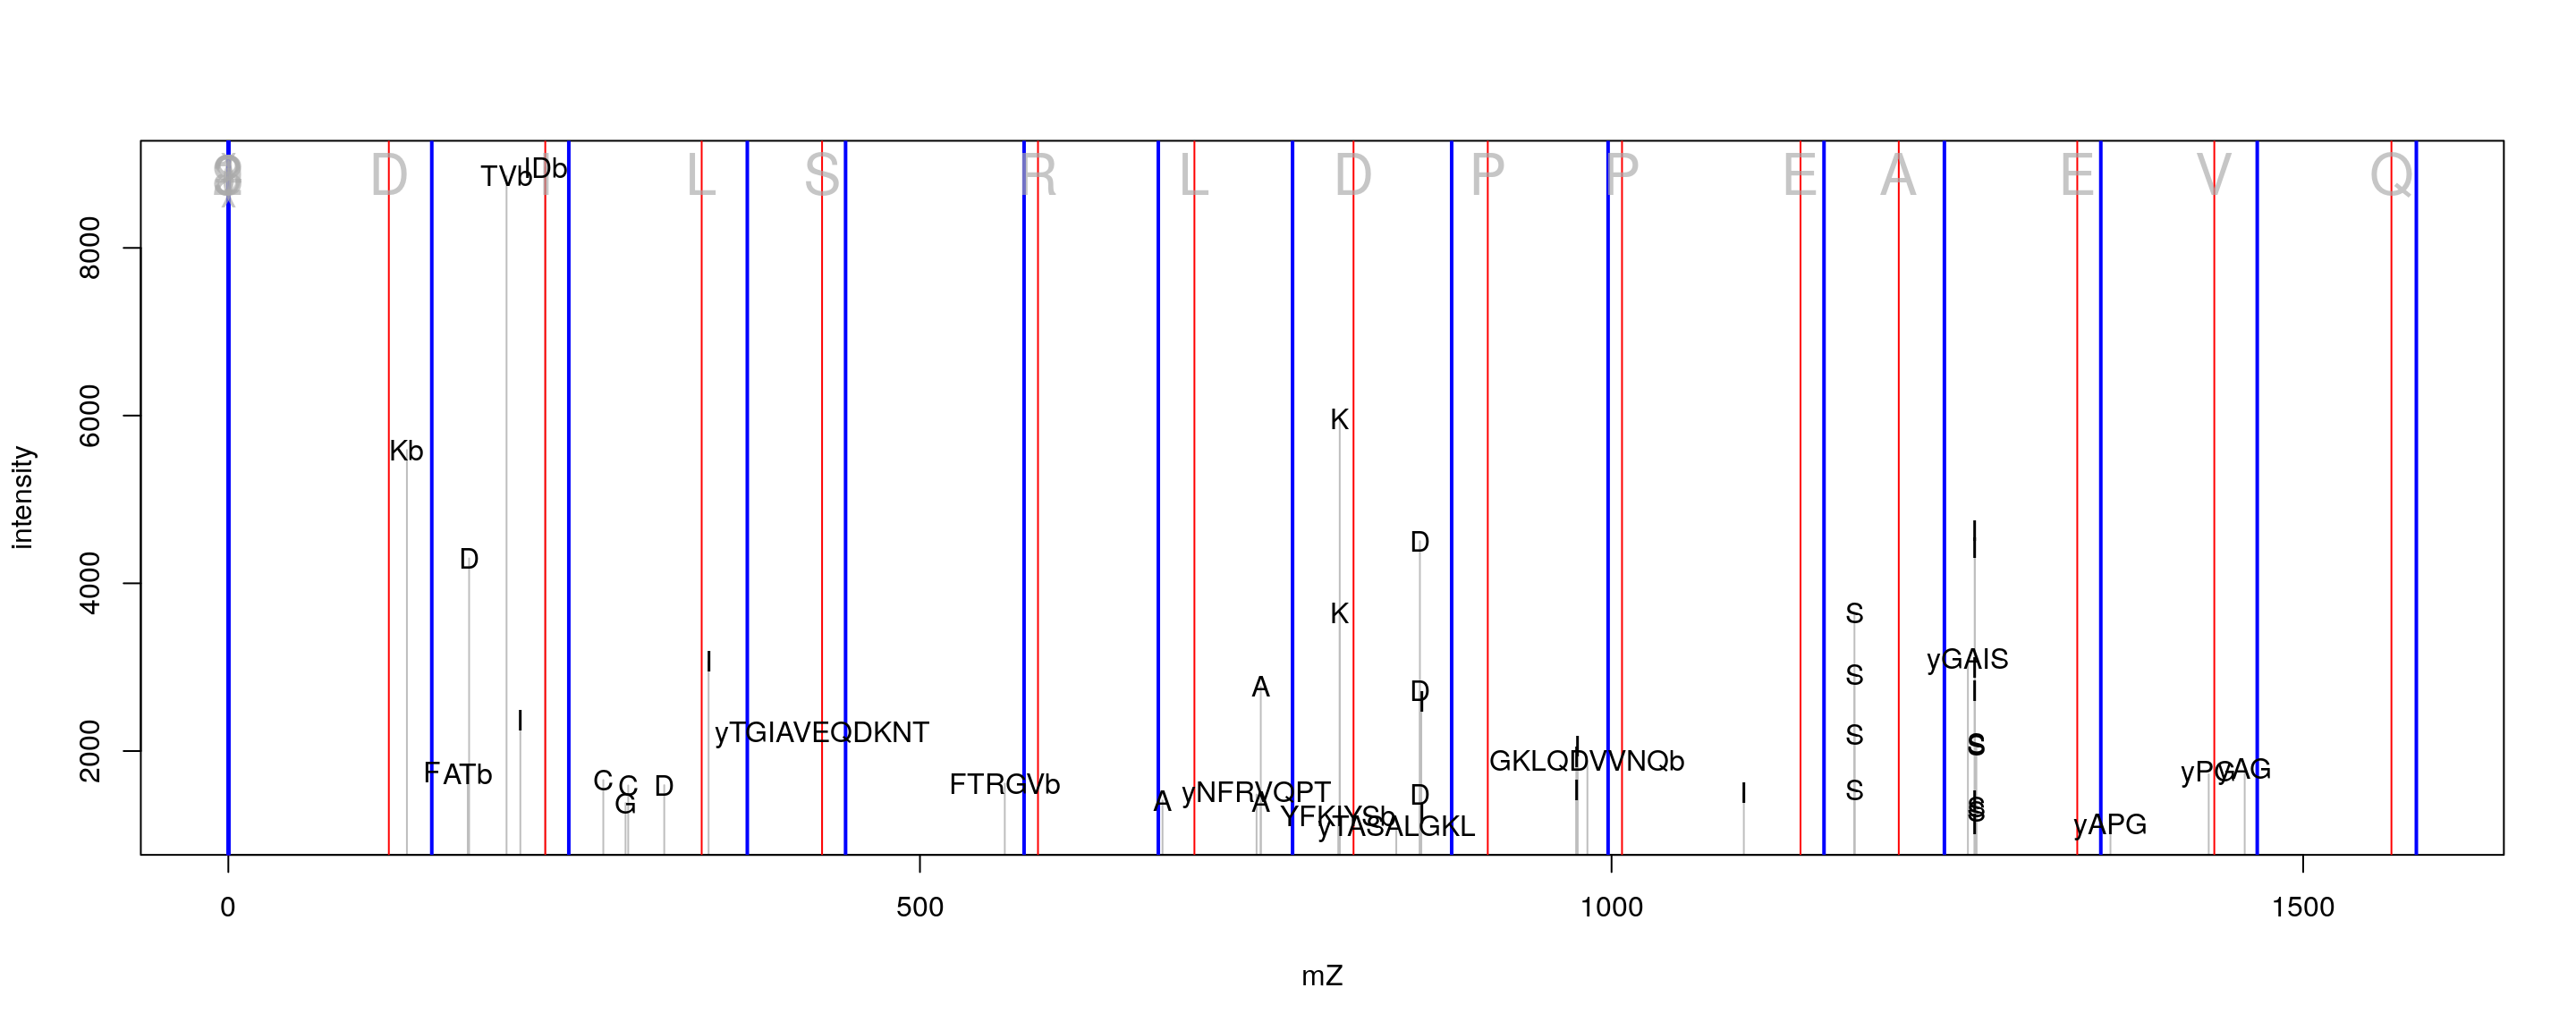 D I L S R L D P P E A E V Q
TVb
IDb
8000
6000
4000
2000
intensity
K
Kb
D
D
I
I
S
K
yGAIS
I
S
A
D
I
I
I
I
yTGIAVEQDKNT
S
S
I
GKLQDVVNQb
F
ATb
C
C
G
D
FTRGVb
yNFRVQPT
A
A
D
I
I
S
yPG
yAG
YFKIYSb
yTASALGKL
I
S
S
yAPG
0
500
1000
1500
mZ